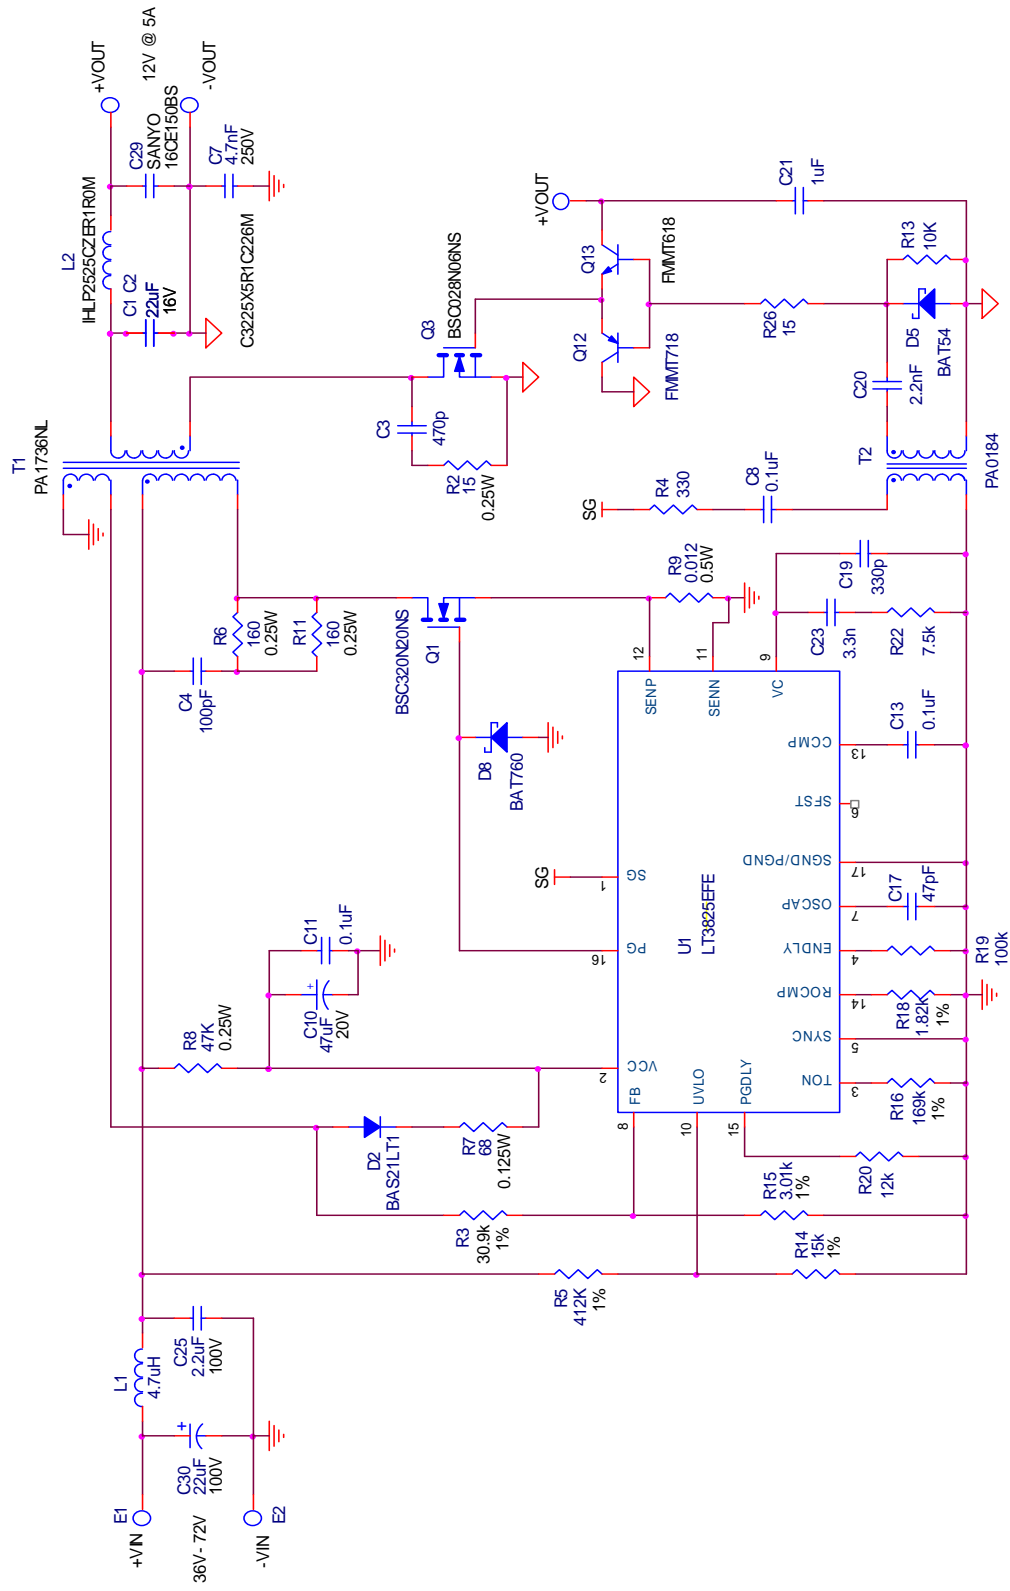 +VIN
E1
36V - 72V
-VIN
E2
C30
22uF
100V
L1
4.7uH
C25
2.2uF
100V
R5
412K
1%
R14
15k
1%
R3
30.9k
1%
R15
3.01k
1%
R20
12k
D2
BAS21LT1
R7
68
0.125W
R8
47K
0.25W
C10
47uF
20V
+
+
C11
0.1uF
T1
PA1736NL
C4
100pF
R6
160
0.25W
R11
160
0.25W
BSC320N20NS
Q1
D8
BAT760
SG
U1
LT3825EFE
FB
8
UVLO
10
PGDLY
15
VCC
2
PG
16
SG
1
SENP
12
SENN
11
VC
9
TON
3
SYNC
5
ROCMP
14
ENDLY
4
OSCAP
7
SGND/PGND
17
SFST
6
CCMP
13
R16
169k
1%
R18
1.82k
1%
R19
100k
C17
47pF
C13
0.1uF
R9
0.012
0.5W
C23
3.3n
R22
7.5k
C19
330p
SG
R4
330
C8
0.1uF
T2
PA0184
C3
470p
R2
15
0.25W
Q3
BSC028N06NS
Q12
FMMT718
Q13
FMMT618
+VOUT
R26
15
C20
2.2nF
D5
BAT54
R13
10K
C21
1uF
C1 C2
22uF
16V
C3225X5R1C226M
L2
IHLP2525CZER1R0M
C29
SANYO
16CE150BS
C7
4.7nF
250V
+VOUT
12V @ 5A
-VOUT